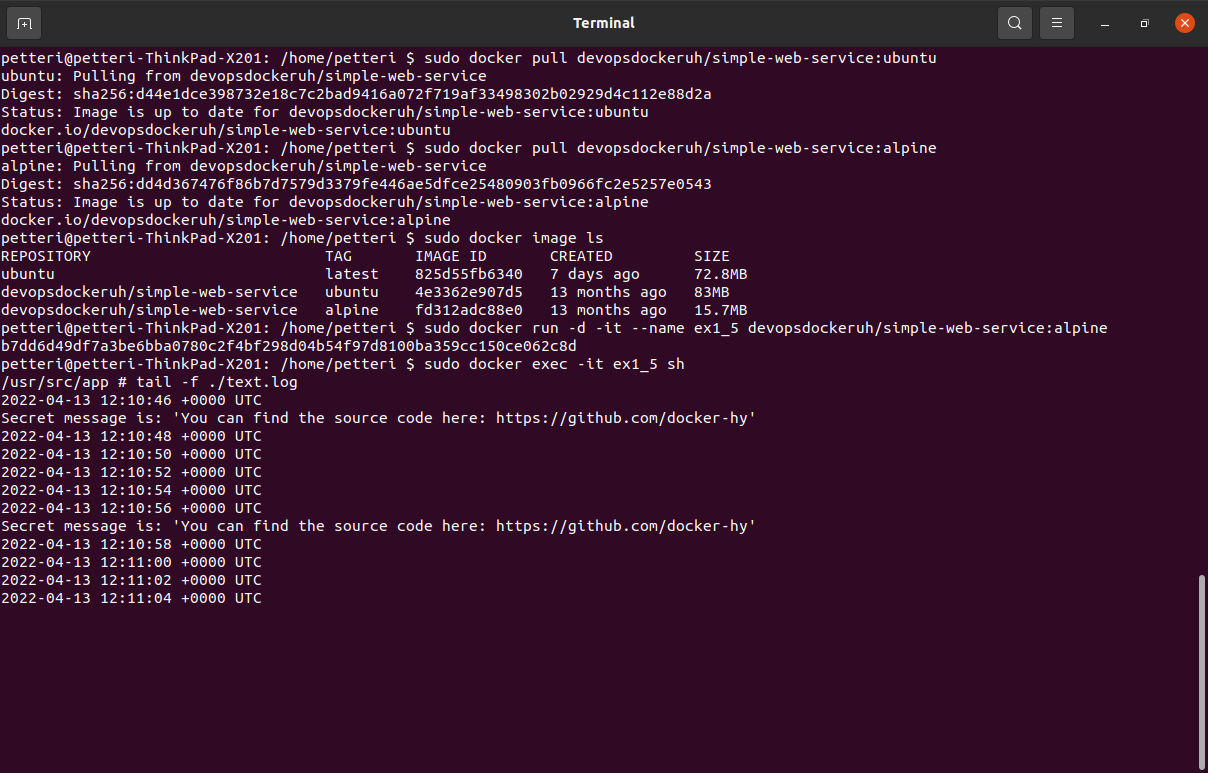 Terminal
petteri@petteri-ThinkPad-X201: /home/petteri $ sudo docker pull devopsdockeruh/simple-web-service:ubuntu
ubuntu: Pulling from devopsdockeruh/simple-web-service
Digest: sha256:d44e1dce398732e18c7c2bad9416a072f719af33498302b02929d4c112e88d2a
Status: Image is up to date for devopsdockeruh/simple-web-service:ubuntu
docker.io/devopsdockeruh/simple-web-service:ubuntu
petteri@petteri-ThinkPad-X201: /home/petteri $ sudo docker pull devopsdockeruh/simple-web-service:alpine
alpine: Pulling from devopsdockeruh/simple-web-service
Digest: sha256:dd4d367476f86b7d7579d3379fe446ae5dfce25480903fb0966fc2e5257e0543
Status: Image is up to date for devopsdockeruh/simple-web-service:alpine
docker.io/devopsdockeruh/simple-web-service:alpine
petteri@petteri-ThinkPad-X201: /home/petteri $ sudo docker image ls
REPOSITORY                          TAG       IMAGE ID       CREATED         SIZE
ubuntu                              latest    825d55fb6340   7 days ago      72.8MB
devopsdockeruh/simple-web-service   ubuntu    4e3362e907d5   13 months ago   83MB
devopsdockeruh/simple-web-service   alpine    fd312adc88e0   13 months ago   15.7MB
petteri@petteri-ThinkPad-X201: /home/petteri $ sudo docker run -d -it --name ex1_5 devopsdockeruh/simple-web-service:alpine
b7dd6d49df7a3be6bba0780c2f4bf298d04b54f97d8100ba359cc150ce062c8d
petteri@petteri-ThinkPad-X201: /home/petteri $ sudo docker exec -it ex1_5 sh
/usr/src/app # tail -f ./text.log
2022-04-13 12:10:46 +0000 UTC
Secret message is: 'You can find the source code here: https://github.com/docker-hy'
2022-04-13 12:10:48 +0000 UTC
2022-04-13 12:10:50 +0000 UTC
2022-04-13 12:10:52 +0000 UTC
2022-04-13 12:10:54 +0000 UTC
2022-04-13 12:10:56 +0000 UTC
Secret message is: 'You can find the source code here: https://github.com/docker-hy'
2022-04-13 12:10:58 +0000 UTC
2022-04-13 12:11:00 +0000 UTC
2022-04-13 12:11:02 +0000 UTC
2022-04-13 12:11:04 +0000 UTC